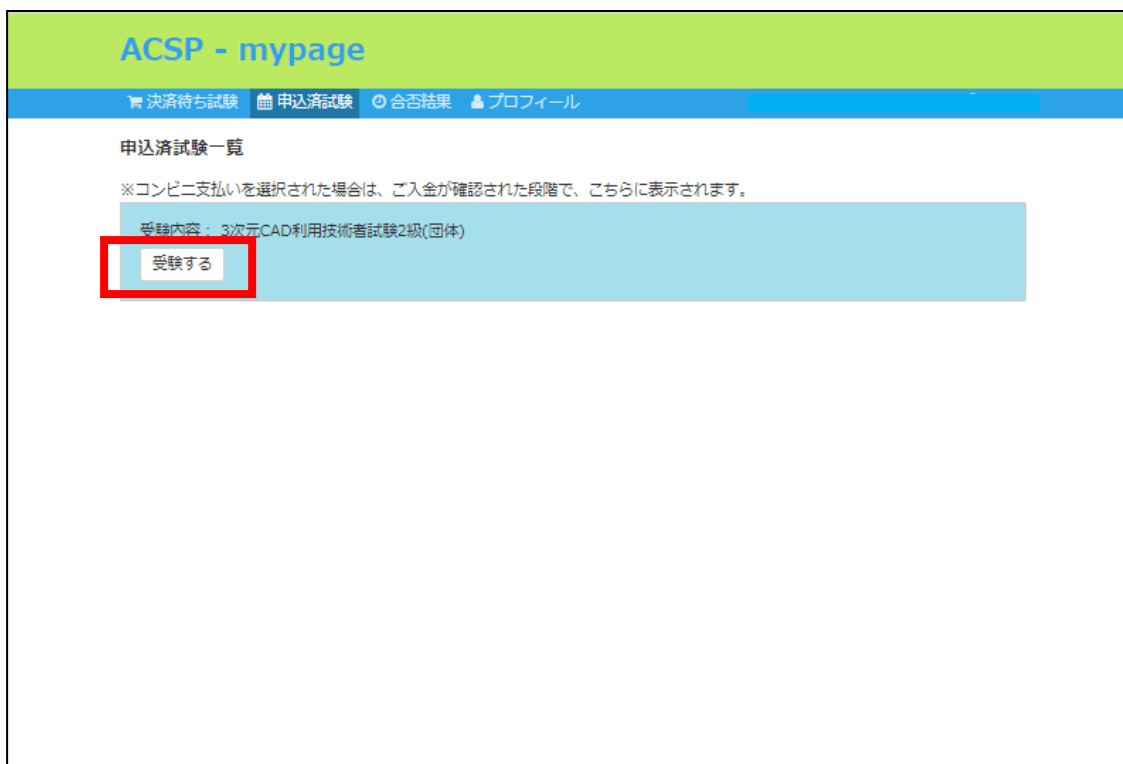 ACSP - mypage
決済待ち試験 申込済試験 合否結果 プロフィール
申込済試験一覧
※コンビニ支払いを選択された場合は、ご入金が確認された段階で、こちらに表示されます。
受験内容： 3次元CAD利用技術者試験2級(団体)
受験する